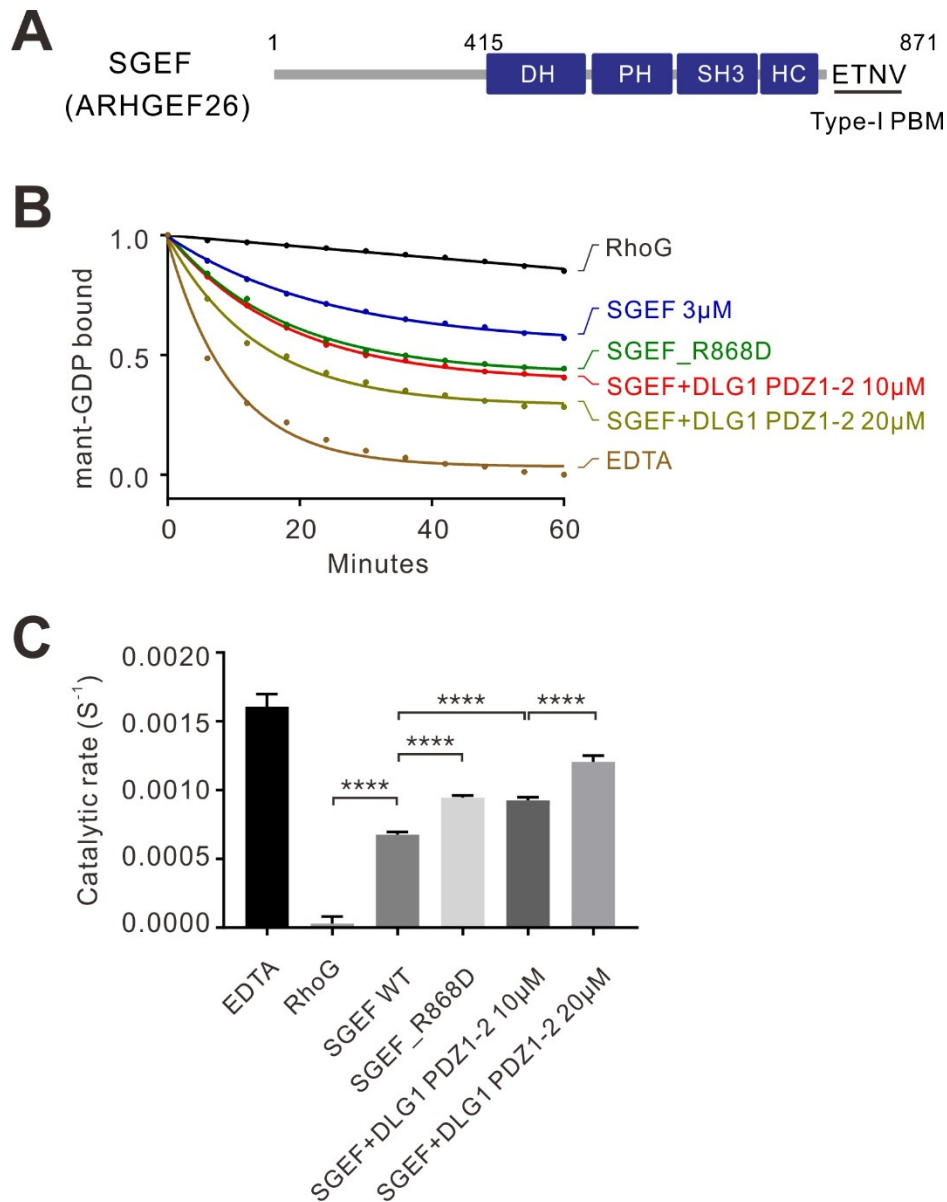 A
1
415
871
SGEF
(ARHGEF26)
DH
PH
SH3
HC
ETNV
Type-I PBM
B
mant-GDP bound
1.0
0.5
0.0
0
20
40
60
Minutes
RhoG
SGEF 3μM
SGEF_R868D
SGEF+DLG1 PDZ1-2 10μM
SGEF+DLG1 PDZ1-2 20μM
EDTA
C
Catalytic rate (S⁻¹)
0.0020
0.0015
0.0010
0.0005
0.0000
****
****
****
****
EDTA
RhoG
SGEF WT
SGEF_R868D
SGEF+DLG1 PDZ1-2 10μM
SGEF+DLG1 PDZ1-2 20μM